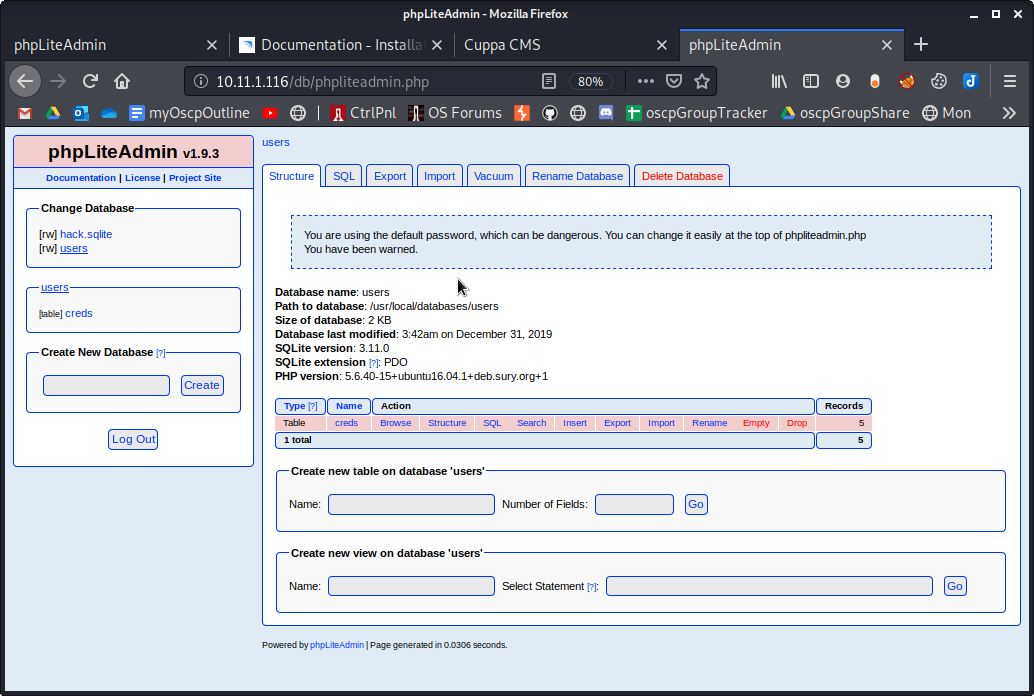 phpLiteAdmin - Mozilla Firefox
phpLiteAdmin
Documentation - Installa
Cuppa CMS
phpLiteAdmin
10.11.1.116/db/phpliteadmin.php
80%
myOscpOutline
CtrlPnl
OS Forums
oscpGroupTracker
oscpGroupShare
Mon
phpLiteAdmin v1.9.3
Documentation | License | Project Site
Change Database
[rw] hack.sqlite
[rw] users
users
[table] creds
Create New Database [?]
Create
Log Out
users
Structure
SQL
Export
Import
Vacuum
Rename Database
Delete Database
You are using the default password, which can be dangerous. You can change it easily at the top of phpliteadmin.php
You have been warned.
Database name: users
Path to database: /usr/local/databases/users
Size of database: 2 KB
Database last modified: 3:42am on December 31, 2019
SQLite version: 3.11.0
SQLite extension [?]: PDO
PHP version: 5.6.40-15+ubuntu16.04.1+deb.sury.org+1
Type [?] Name Action Records
Table creds Browse Structure SQL Search Insert Export Import Rename Empty Drop 5
1 total 5
Create new table on database 'users'
Name: Number of Fields: Go
Create new view on database 'users'
Name: Select Statement [?]: Go
Powered by phpLiteAdmin | Page generated in 0.0306 seconds.